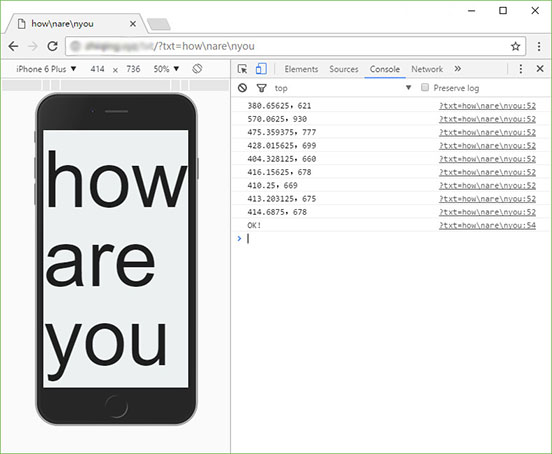 how\nare\nyou
/?txt=how\nare\nyou
iPhone 6 Plus ▼ 414 × 736 50% ▼
Elements Sources Console Network »
top ▼ Preserve log
how
are
you
380.65625, 621 ?txt=how\nare\nyou:52
570.0625, 930 ?txt=how\nare\nyou:52
475.359375, 777 ?txt=how\nare\nyou:52
428.015625, 699 ?txt=how\nare\nyou:52
404.328125, 660 ?txt=how\nare\nyou:52
416.15625, 678 ?txt=how\nare\nyou:52
410.25, 669 ?txt=how\nare\nyou:52
413.203125, 675 ?txt=how\nare\nyou:52
414.6875, 678 ?txt=how\nare\nyou:52
OK! ?txt=how\nare\nyou:54